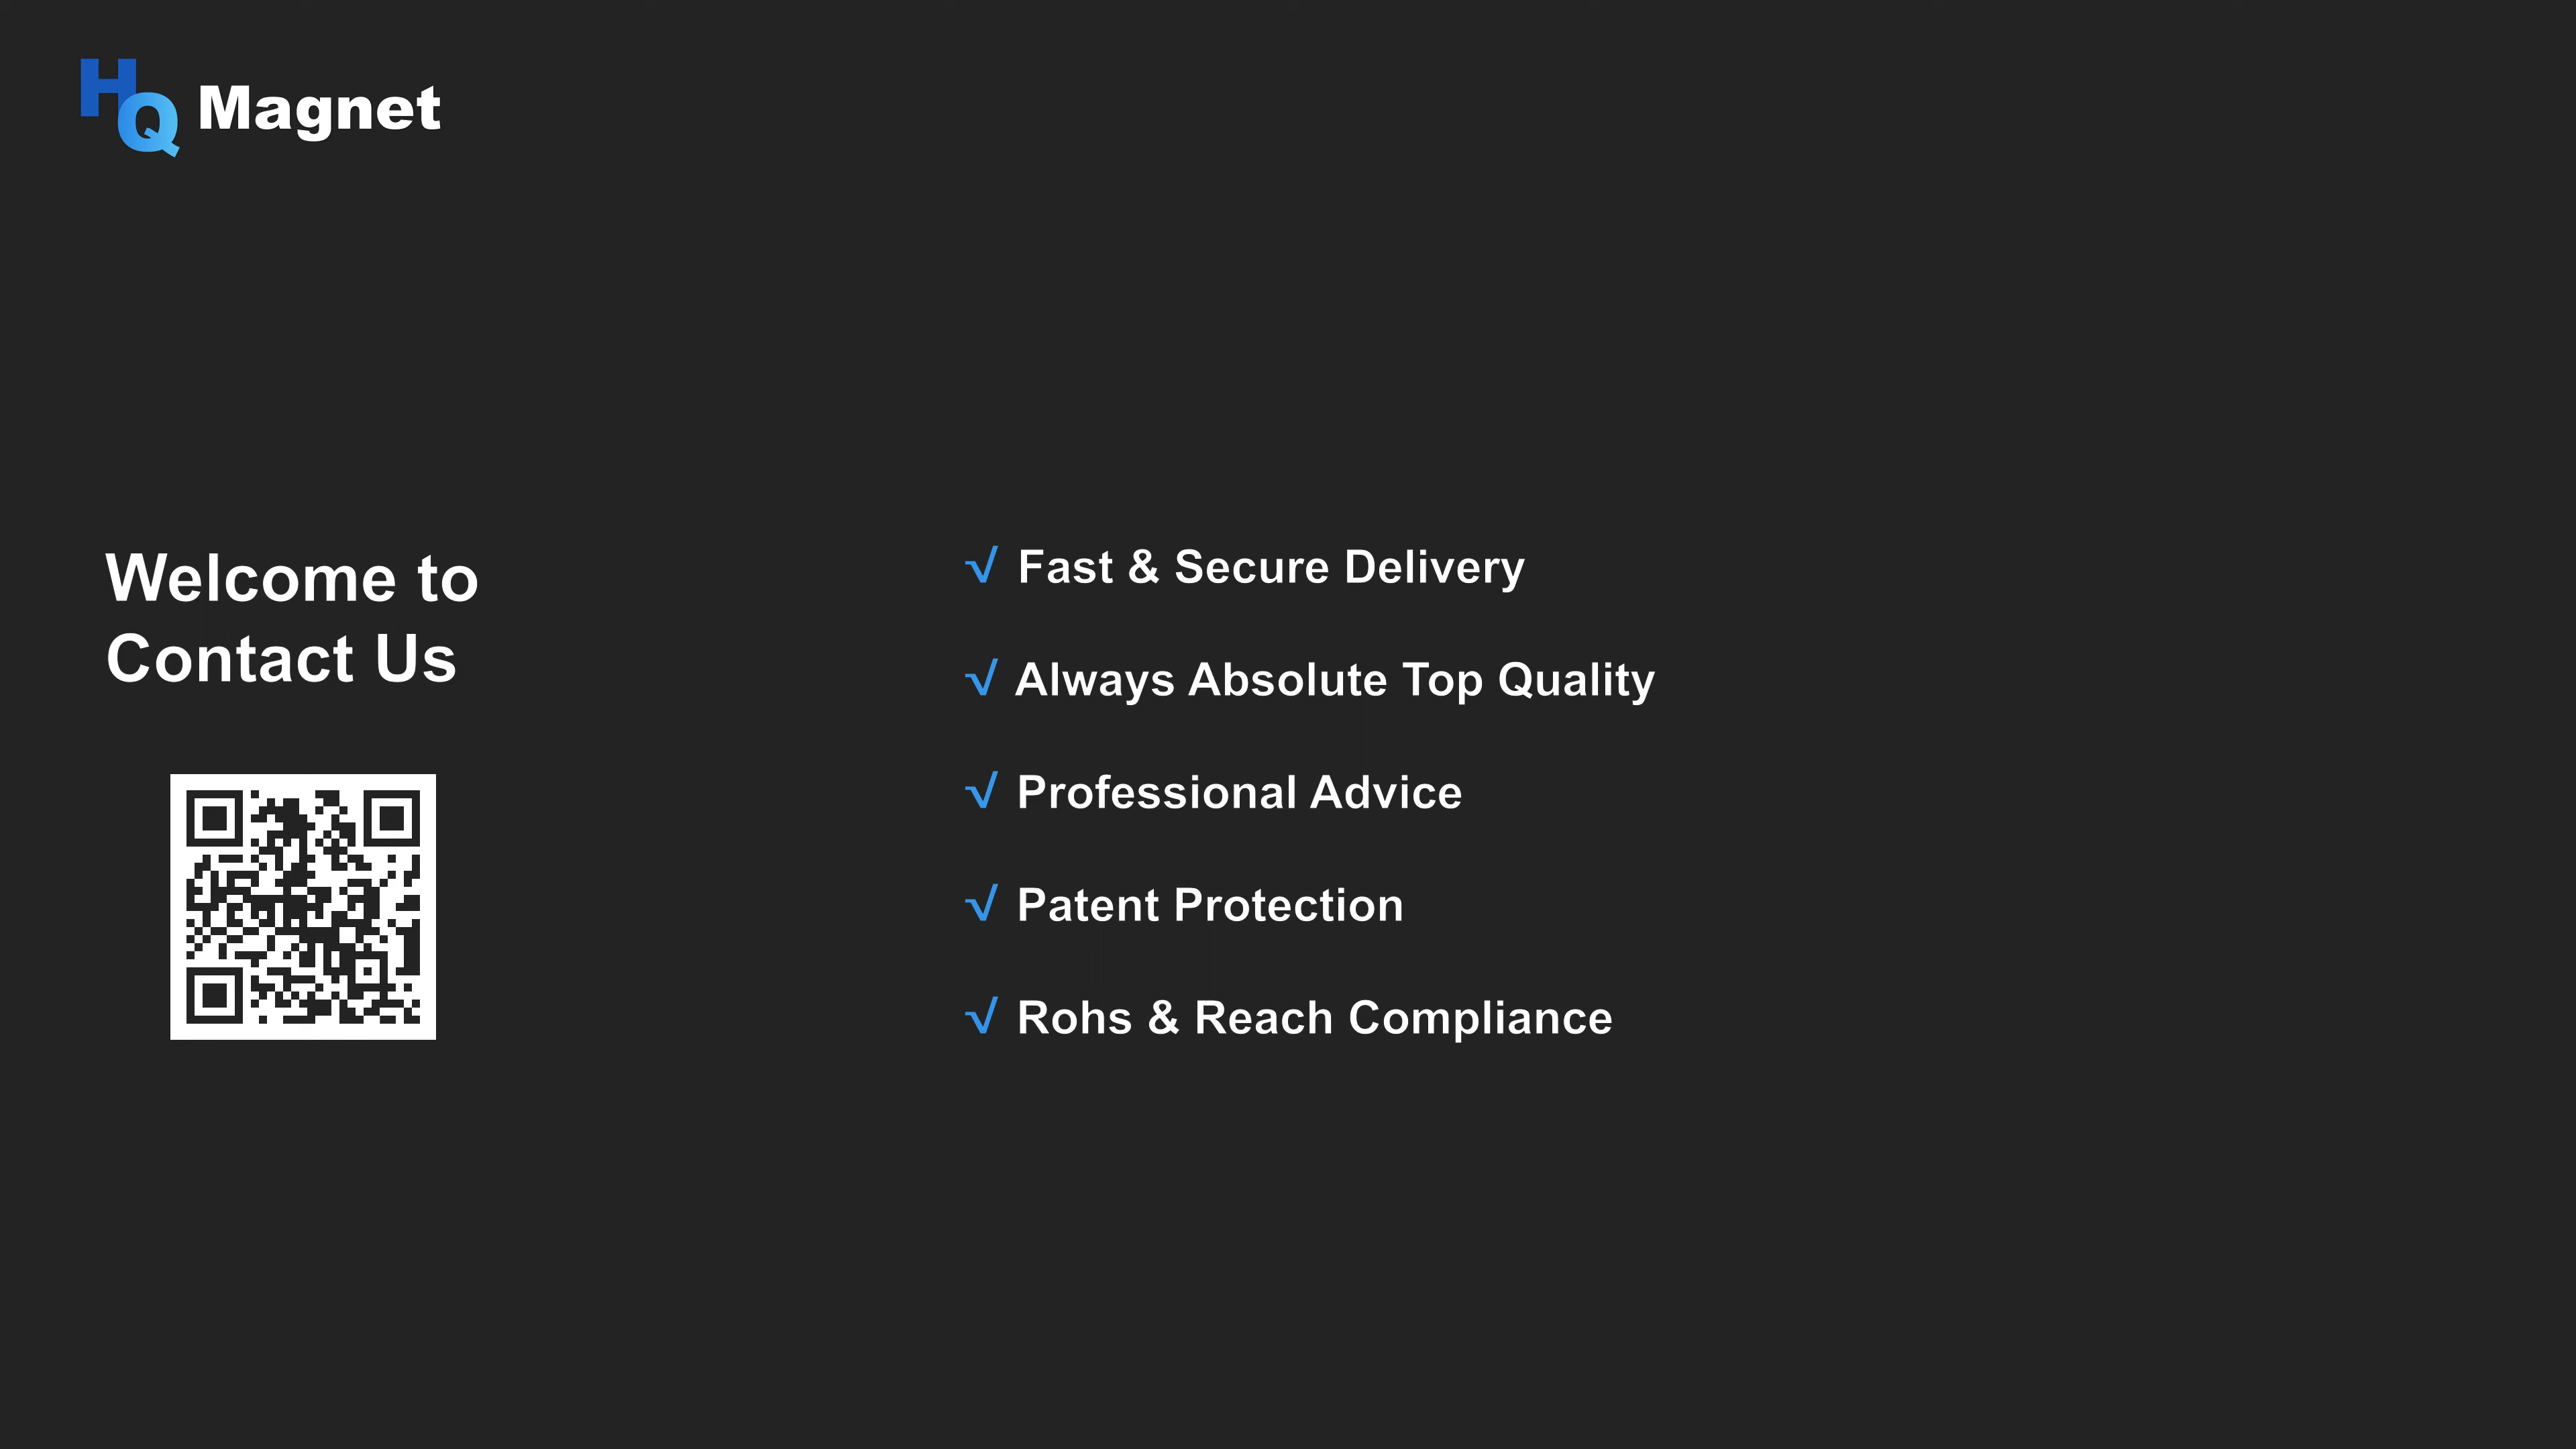 HQ Magnet
Welcome to
Contact Us
√ Fast & Secure Delivery
√ Always Absolute Top Quality
√ Professional Advice
√ Patent Protection
√ Rohs & Reach Compliance